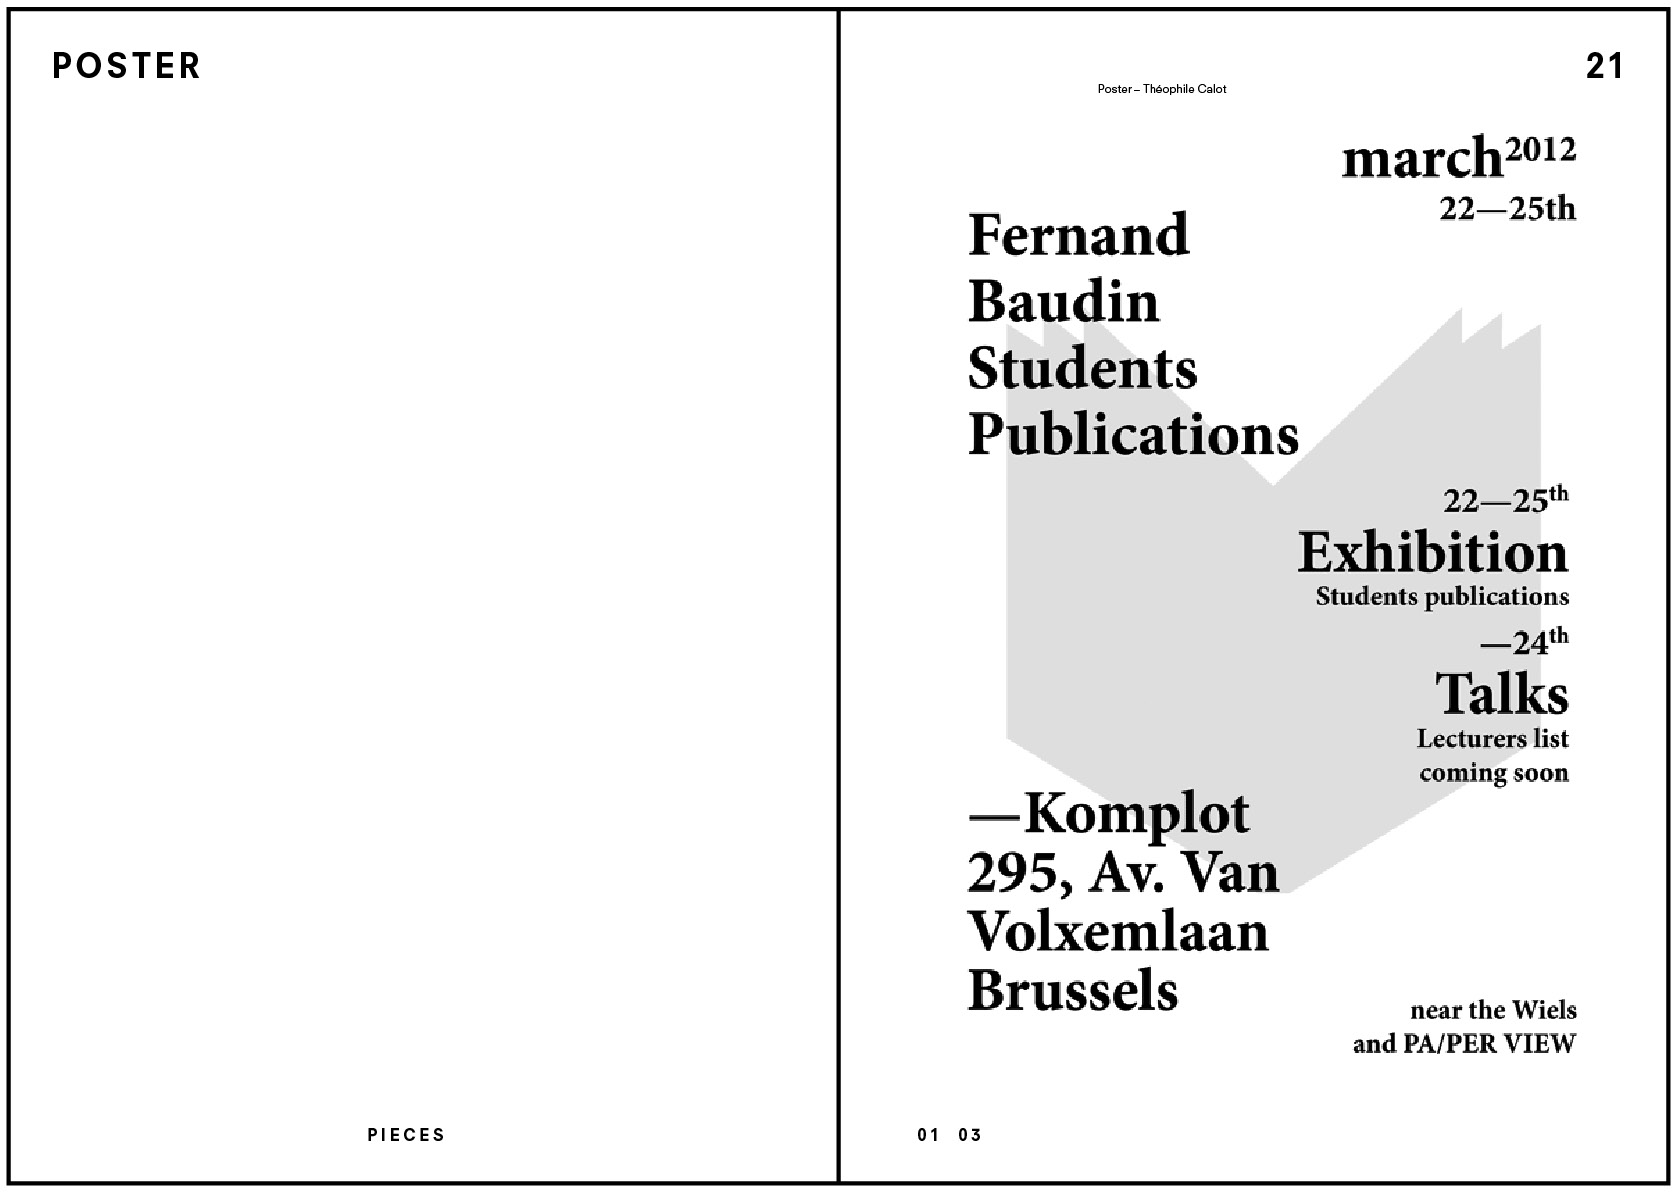 POSTER
21
Poster – Théophile Calot
march2012
22—25th
Fernand
Baudin
Students
Publications
22—25th
Exhibition
Students publications
—24th
Talks
Lecturers list
coming soon
—Komplot
295, Av. Van
Volxemlaan
Brussels
near the Wiels
and PA/PER VIEW
PIECES
01 03